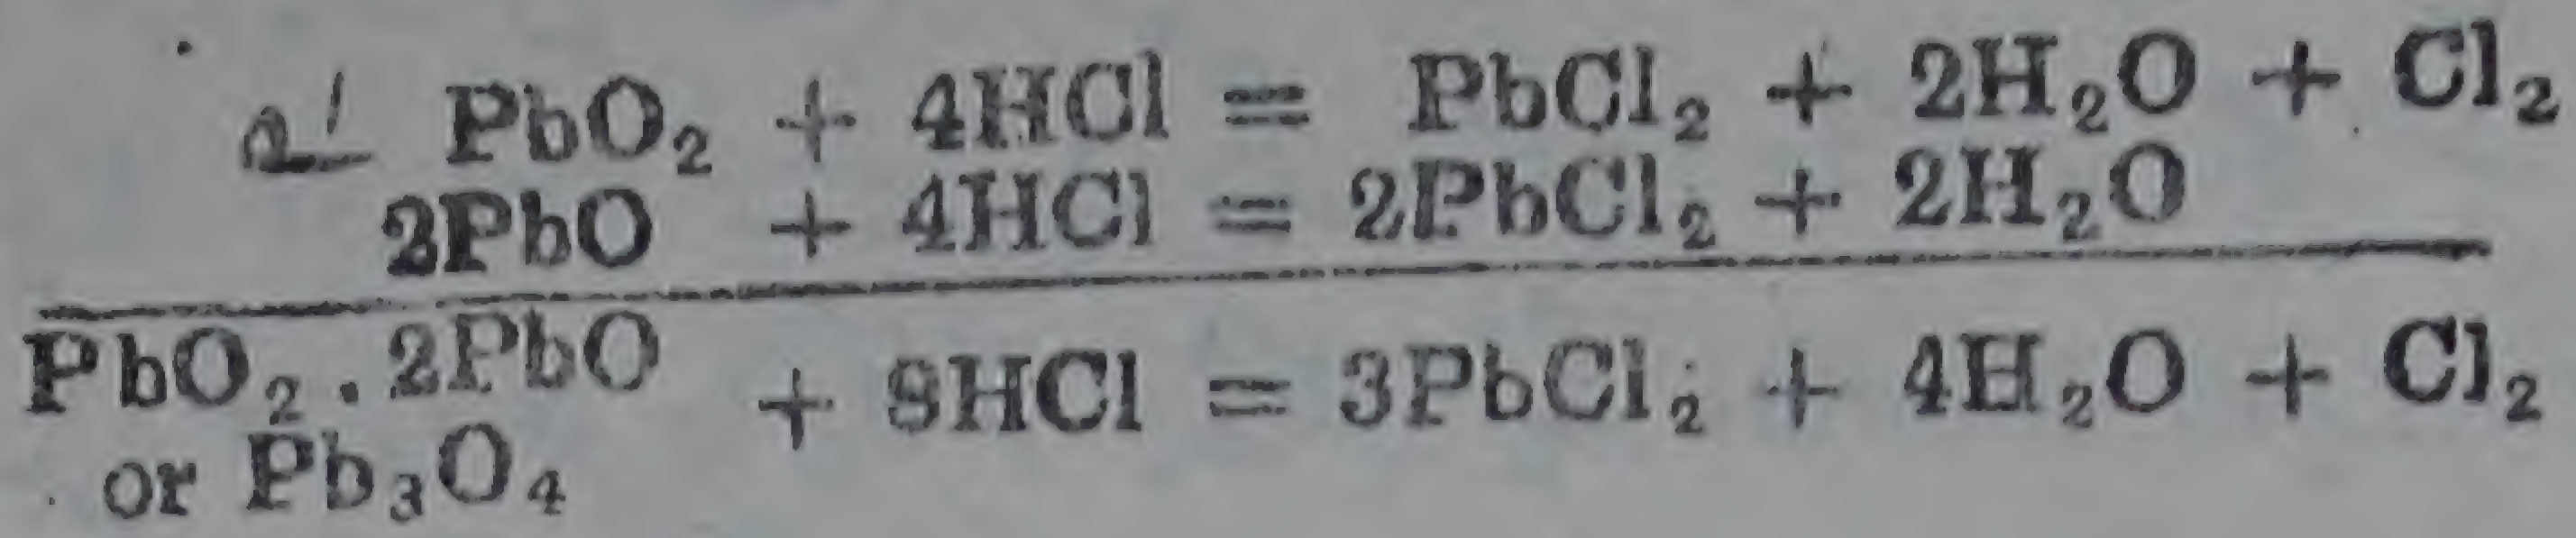 PbO₂ + 4HCl = PbCl₂ + 2H₂O + Cl₂
2PbO + 4HCl = 2PbCl₂ + 2H₂O
PbO₂.2PbO
+ 8HCl = 3PbCl₂ + 4H₂O + Cl₂
or Pb₃O₄